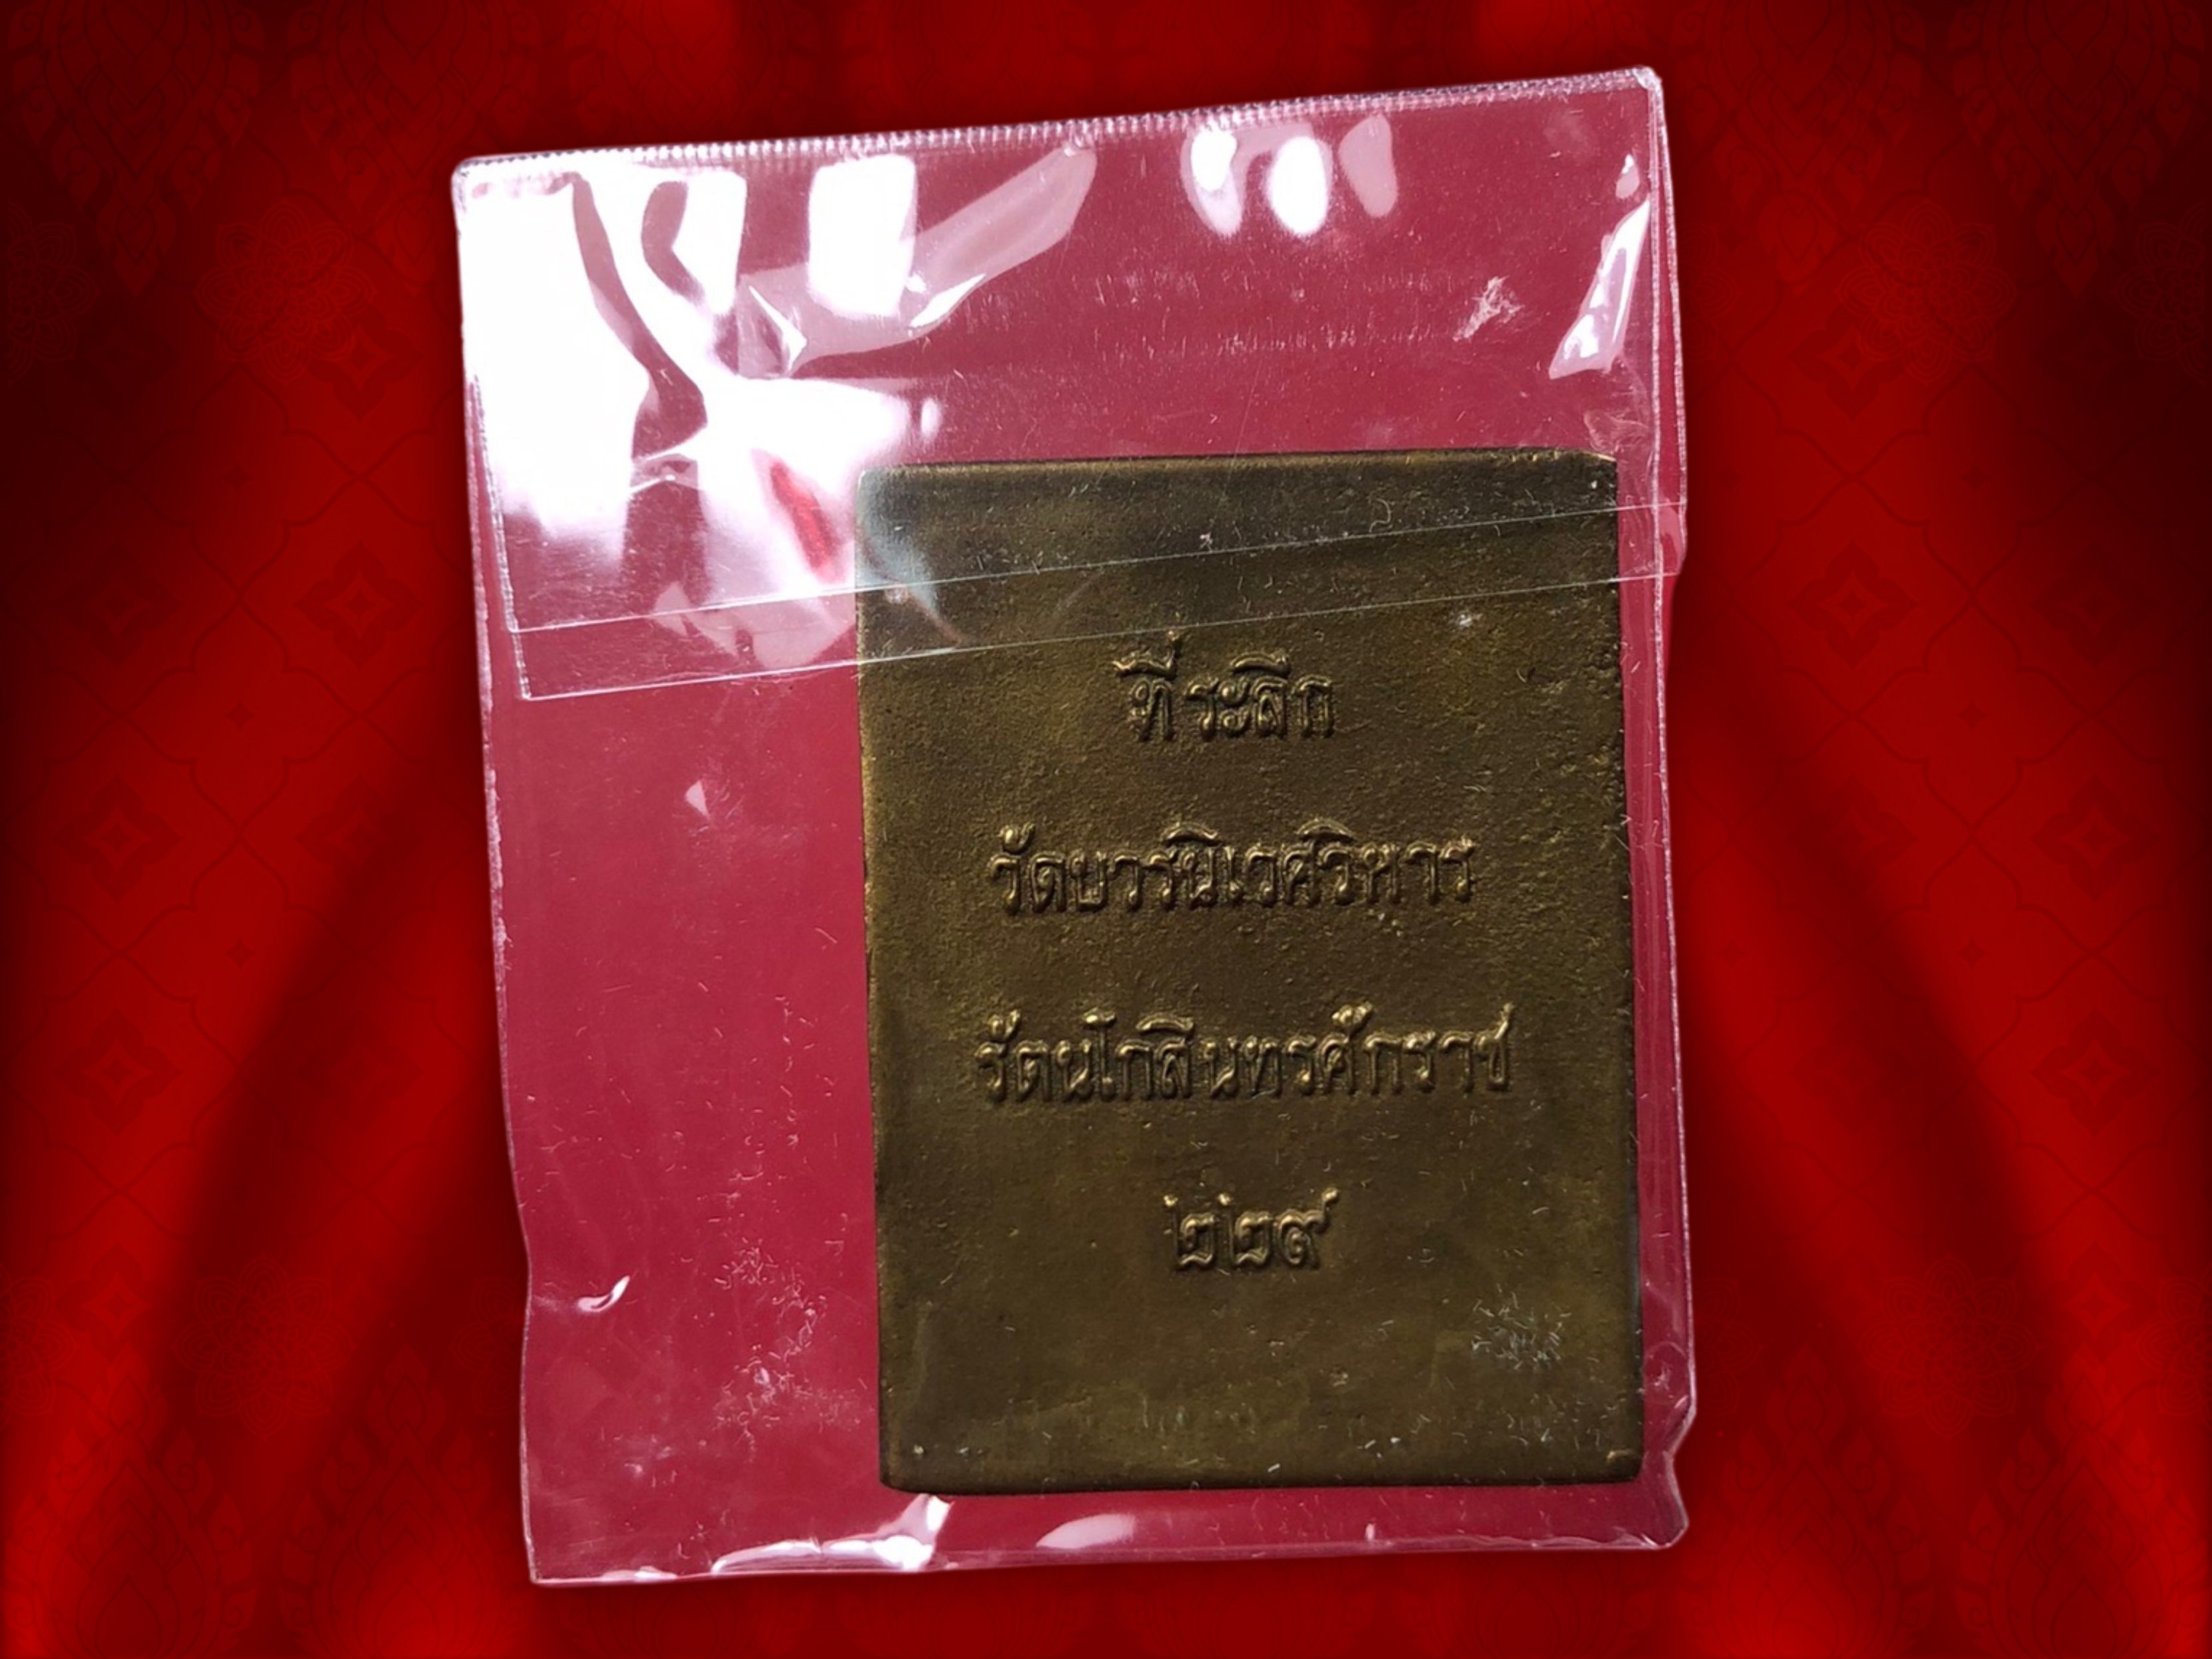 ที่ระลึก
วัดบวรนิเวศวิหาร
รัตนโกสินทรศักราช
๒๒๙